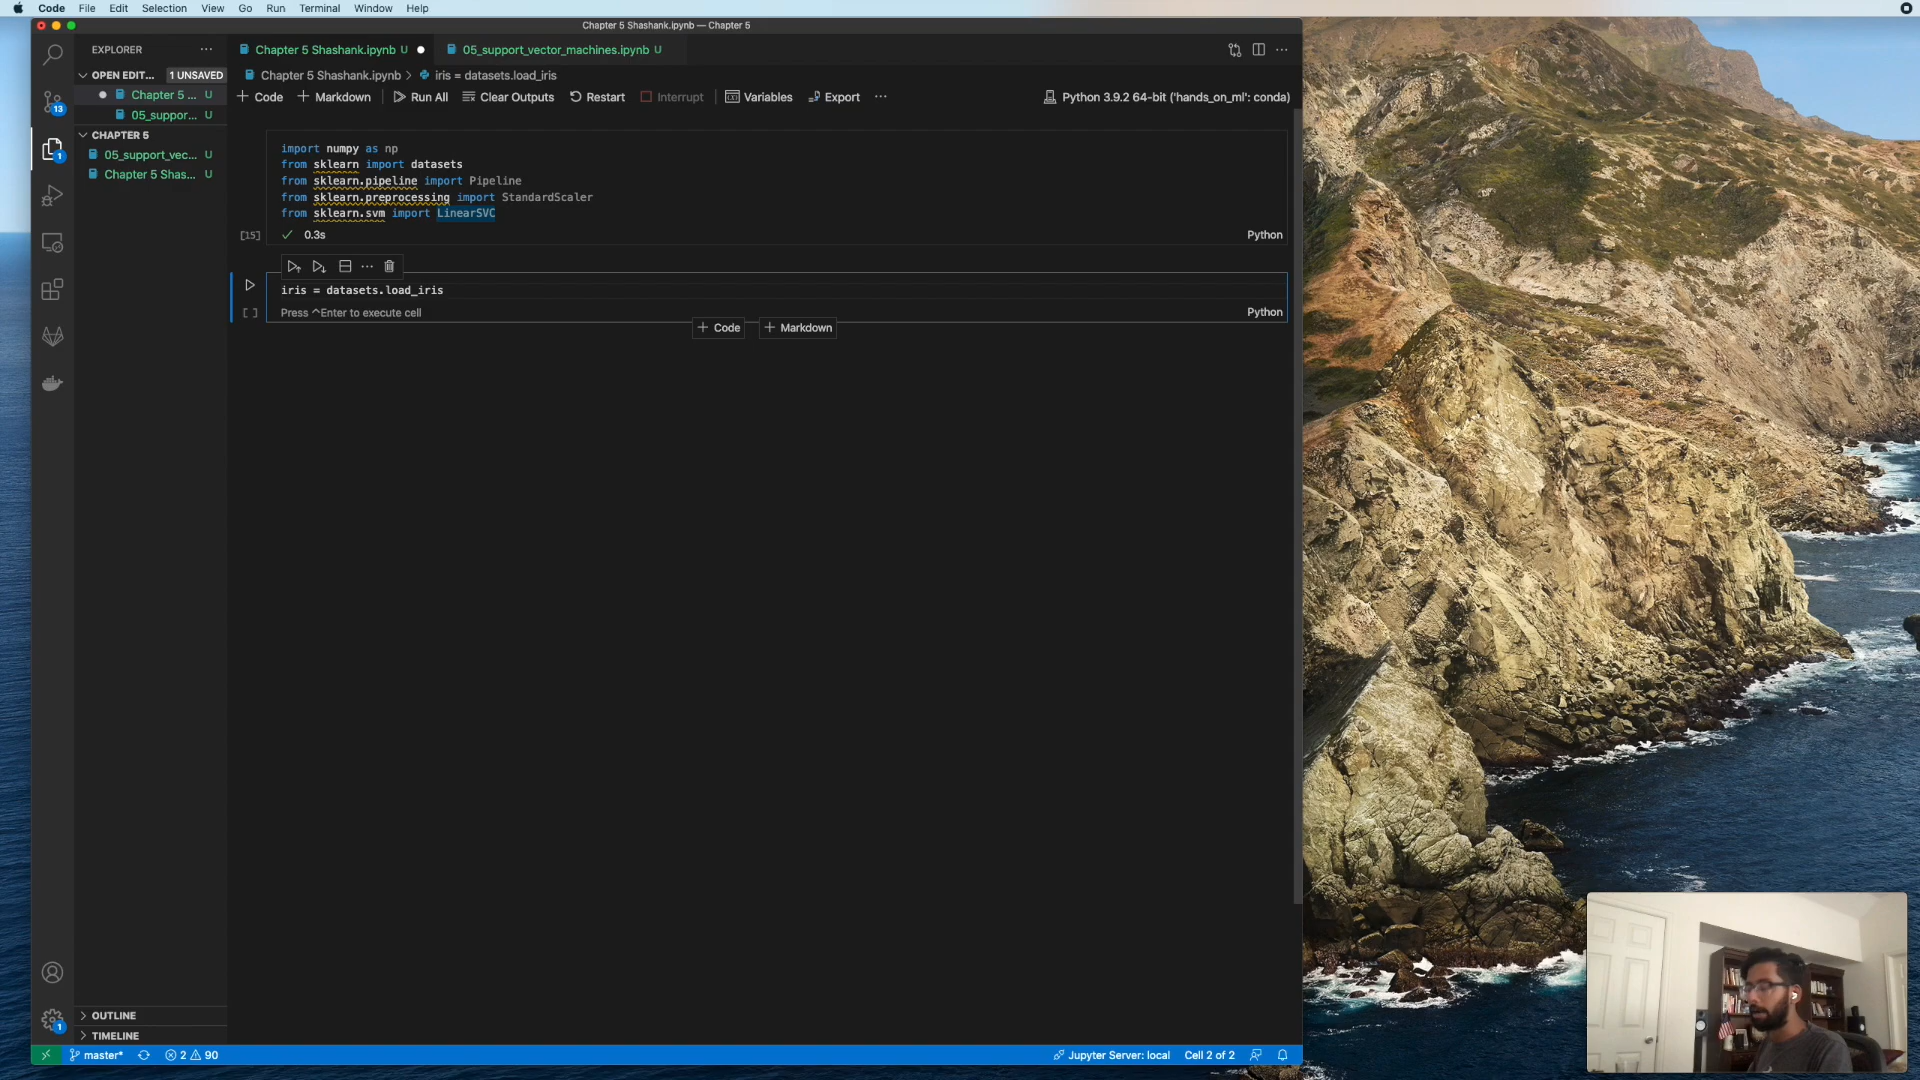 Code File Edit Selection View Go Run Terminal Window Help
Chapter 5 Shashank.ipynb — Chapter 5
EXPLORER
Chapter 5 Shashank.ipynb U
05_support_vector_machines.ipynb U
OPEN EDIT... 1 UNSAVED
Chapter 5 Shashank.ipynb > iris = datasets.load_iris
Chapter 5 ... U
Code Markdown Run All Clear Outputs Restart Interrupt Variables Export Python 3.9.2 64-bit ('hands_on_ml': conda)
05_suppor... U
CHAPTER 5
05_support_vec... U
Chapter 5 Shas... U
13
1
import numpy as np
from sklearn import datasets
from sklearn.pipeline import Pipeline
from sklearn.preprocessing import StandardScaler
from sklearn.svm import LinearSVC
[15] 0.3s Python
iris = datasets.load_iris
[ ] Press ^Enter to execute cell Python
+ Code + Markdown
OUTLINE
TIMELINE
1
master* 2 90 Jupyter Server: local Cell 2 of 2